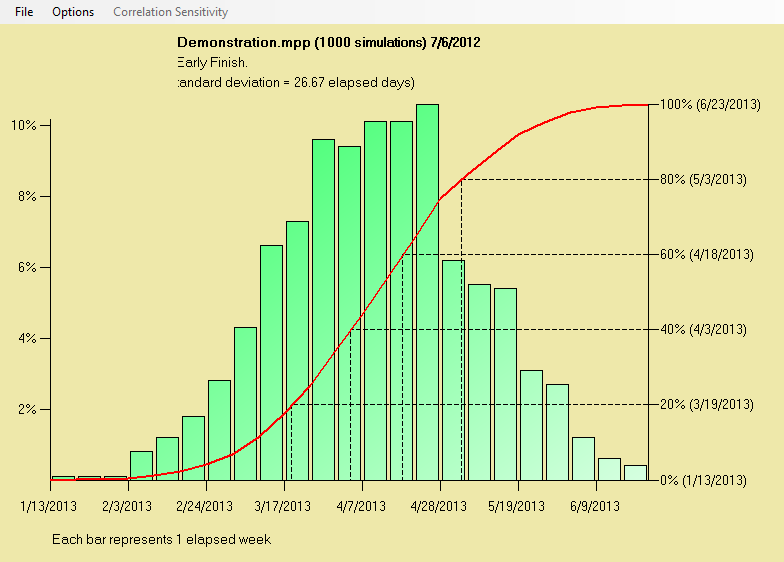 File Options Correlation Sensitivity
Demonstration.mpp (1000 simulations) 7/6/2012
Early Finish.
tandard deviation = 26.67 elapsed days)
100% (6/23/2013)
10%
80% (5/3/2013)
8%
60% (4/18/2013)
6%
40% (4/3/2013)
4%
20% (3/19/2013)
2%
0% (1/13/2013)
1/13/2013 2/3/2013 2/24/2013 3/17/2013 4/7/2013 4/28/2013 5/19/2013 6/9/2013
Each bar represents 1 elapsed week